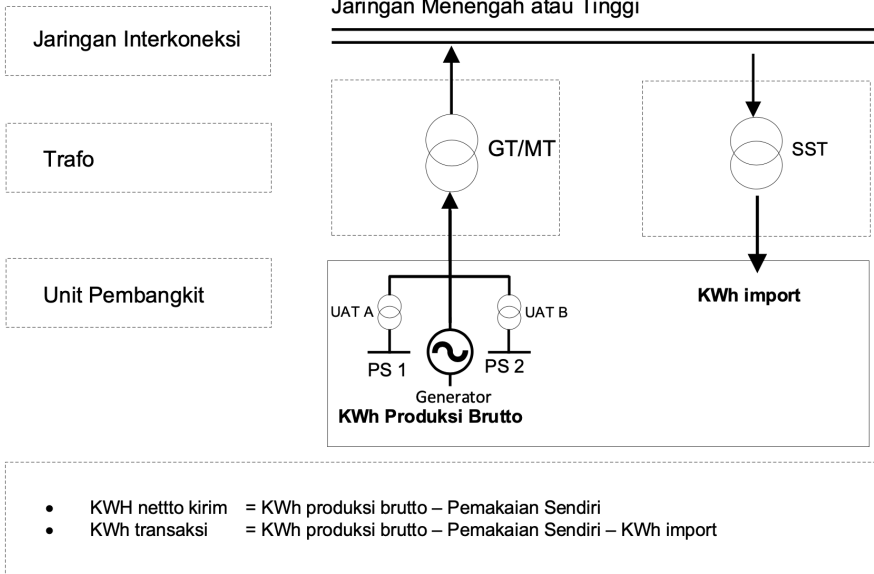 Jaringan Menengah atau Tinggi
Jaringan Interkoneksi
Trafo
GT/MT
SST
Unit Pembangkit
KWh import
UAT A
UAT B
PS 1
PS 2
Generator
KWh Produksi Brutto
• KWH nettto kirim = KWh produksi brutto – Pemakaian Sendiri
• KWh transaksi = KWh produksi brutto – Pemakaian Sendiri – KWh import